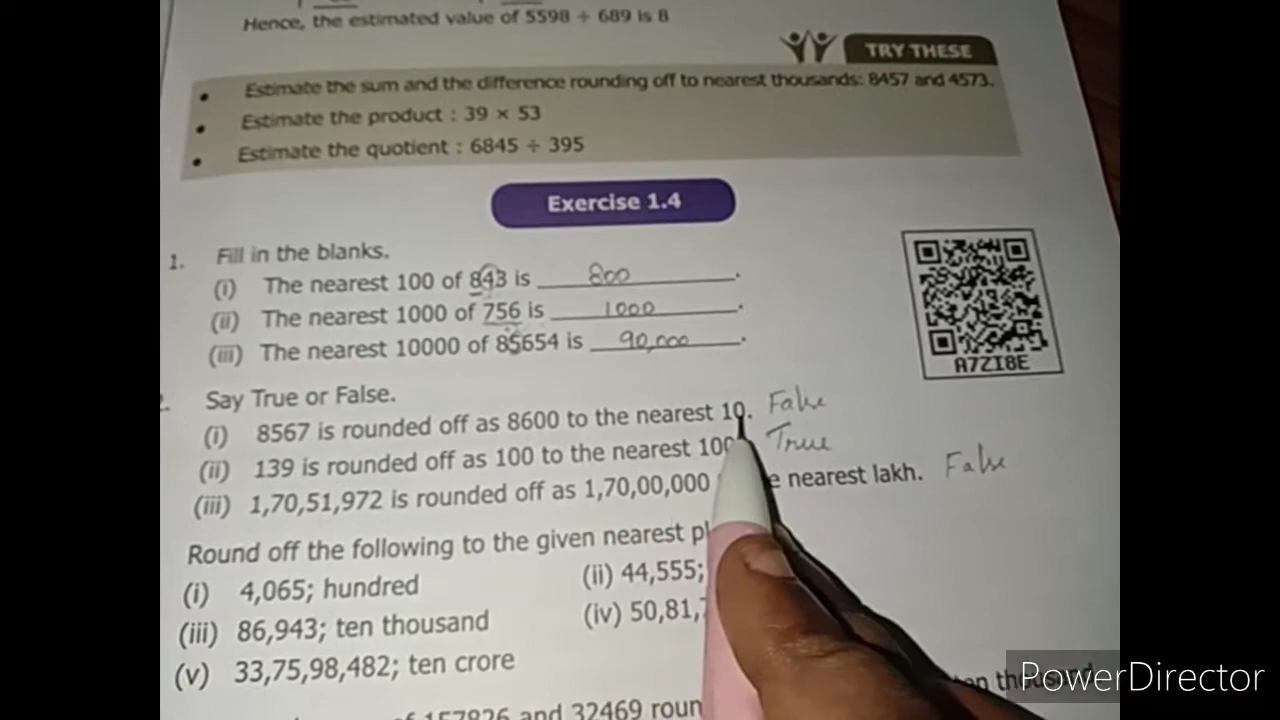 Hence, the estimated value of 5598 ÷ 689 is 8
TRY THESE
• Estimate the sum and the difference rounding off to nearest thousands: 8457 and 4573.
• Estimate the product : 39 × 53
• Estimate the quotient : 6845 ÷ 395
Exercise 1.4
1. Fill in the blanks.
(i) The nearest 100 of 843 is 800.
(ii) The nearest 1000 of 756 is 1000.
(iii) The nearest 10000 of 85654 is 90,000.
A7ZI8E
Say True or False.
(i) 8567 is rounded off as 8600 to the nearest 10. False
(ii) 139 is rounded off as 100 to the nearest 100 True
(iii) 1,70,51,972 is rounded off as 1,70,00,000 nearest lakh. False
Round off the following to the given nearest
(i) 4,065; hundred
(ii) 44,555;
(iii) 86,943; ten thousand
(iv) 50,81,
(v) 33,75,98,482; ten crore
thousand
157826 and 32469
PowerDirector